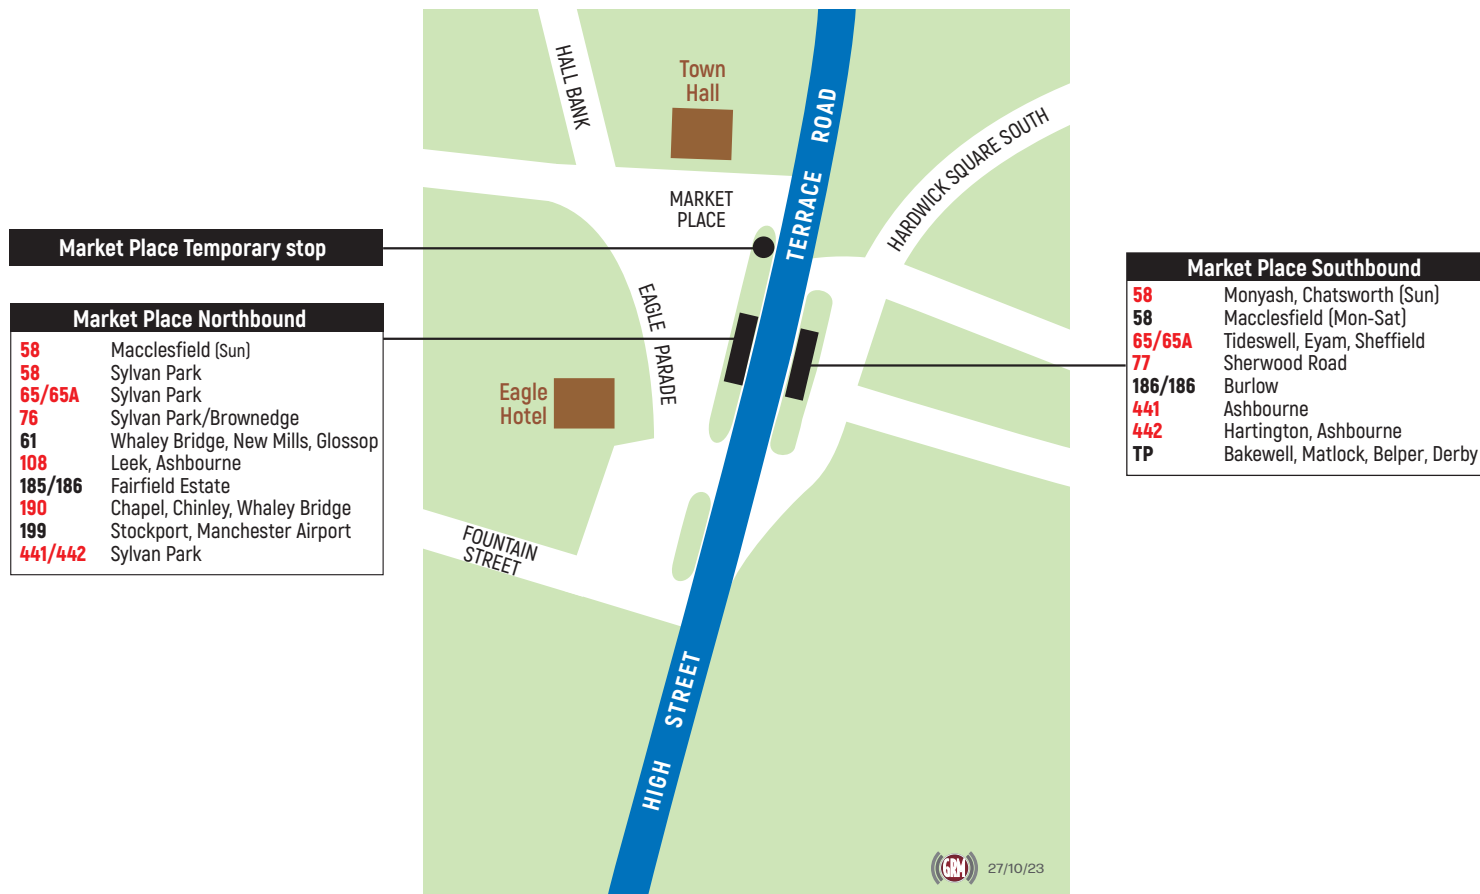 Market Place Temporary stop
Market Place Northbound
58 Macclesfield (Sun)
58 Sylvan Park
65/65A Sylvan Park
76 Sylvan Park/Brownedge
61 Whaley Bridge, New Mills, Glossop
108 Leek, Ashbourne
185/186 Fairfield Estate
190 Chapel, Chinley, Whaley Bridge
199 Stockport, Manchester Airport
441/442 Sylvan Park
HALL BANK
Town
Hall
MARKET
PLACE
TERRACE ROAD
HARDWICK SQUARE SOUTH
EAGLE PARADE
Eagle
Hotel
FOUNTAIN
STREET
HIGH STREET
Market Place Southbound
58 Monyash, Chatsworth (Sun)
58 Macclesfield (Mon-Sat)
65/65A Tideswell, Eyam, Sheffield
77 Sherwood Road
186/186 Burlow
441 Ashbourne
442 Hartington, Ashbourne
TP Bakewell, Matlock, Belper, Derby
GRM 27/10/23